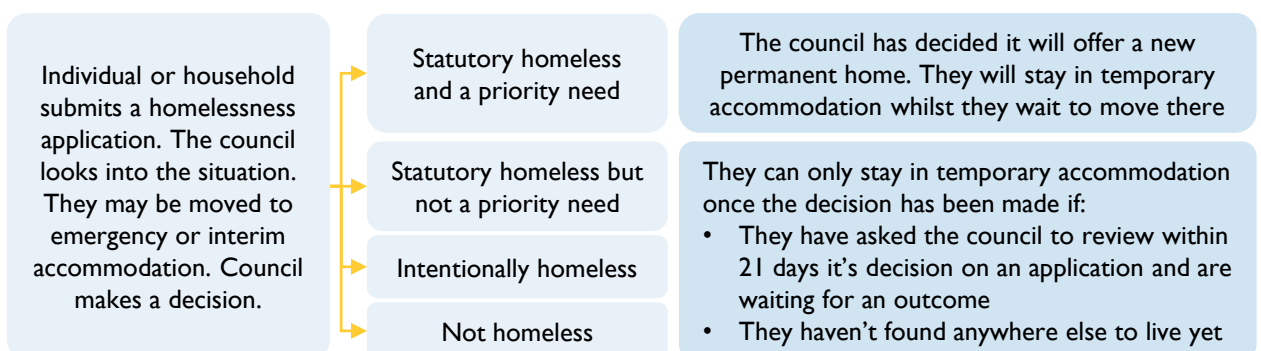 Individual or household
submits a homelessness
application. The council
looks into the situation.
They may be moved to
emergency or interim
accommodation. Council
makes a decision.
Statutory homeless
and a priority need
Statutory homeless but
not a priority need
Intentionally homeless
Not homeless
The council has decided it will offer a new
permanent home. They will stay in temporary
accommodation whilst they wait to move there
They can only stay in temporary accommodation
once the decision has been made if:
• They have asked the council to review within
21 days it's decision on an application and are
waiting for an outcome
• They haven't found anywhere else to live yet